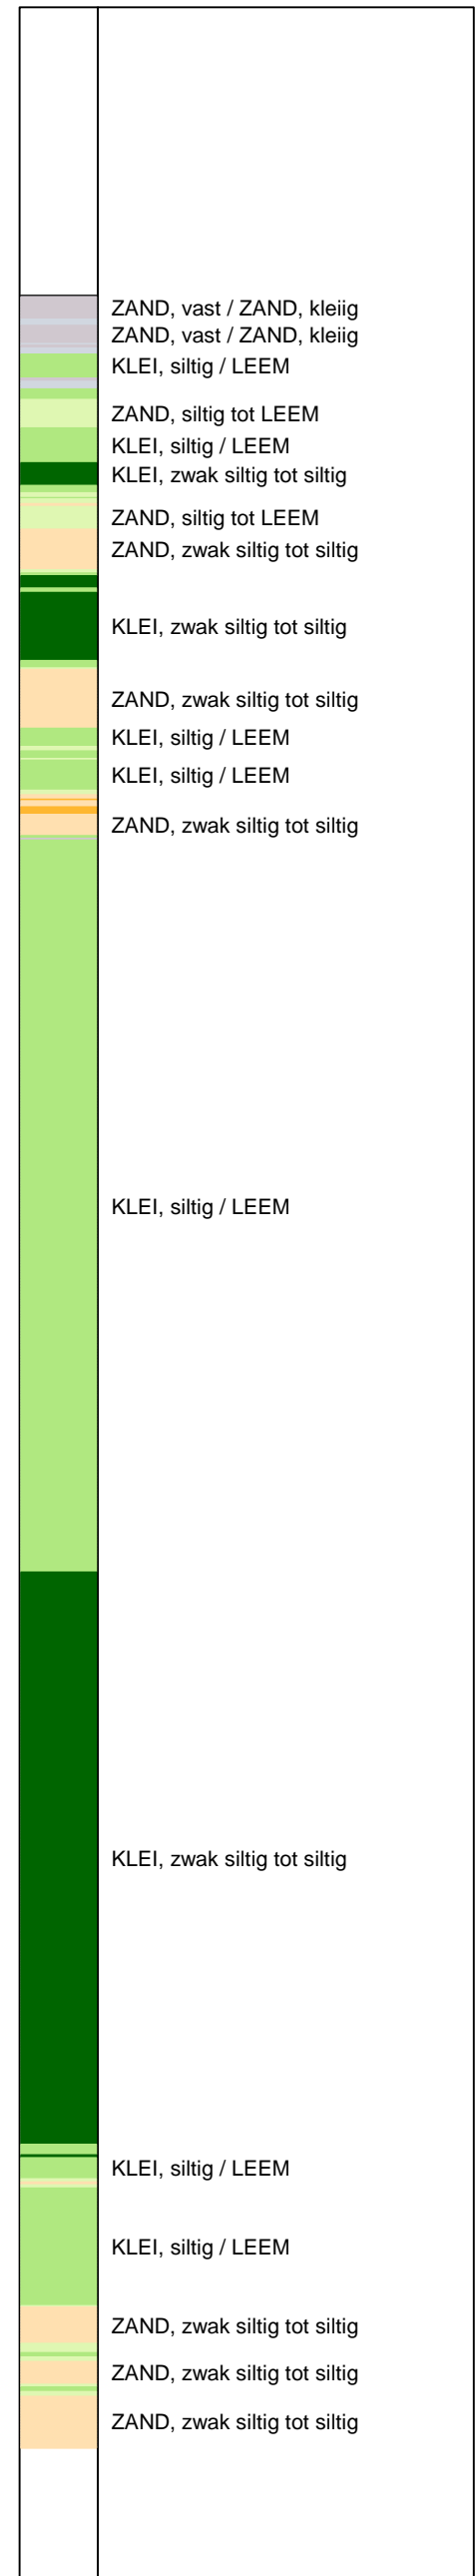 ZAND, vast / ZAND, kleiig
ZAND, vast / ZAND, kleiig
KLEI, siltig / LEEM
ZAND, siltig tot LEEM
KLEI, siltig / LEEM
KLEI, zwak siltig tot siltig
ZAND, siltig tot LEEM
ZAND, zwak siltig tot siltig
KLEI, zwak siltig tot siltig
ZAND, zwak siltig tot siltig
KLEI, siltig / LEEM
KLEI, siltig / LEEM
ZAND, zwak siltig tot siltig
KLEI, siltig / LEEM
KLEI, zwak siltig tot siltig
KLEI, siltig / LEEM
KLEI, siltig / LEEM
ZAND, zwak siltig tot siltig
ZAND, zwak siltig tot siltig
ZAND, zwak siltig tot siltig